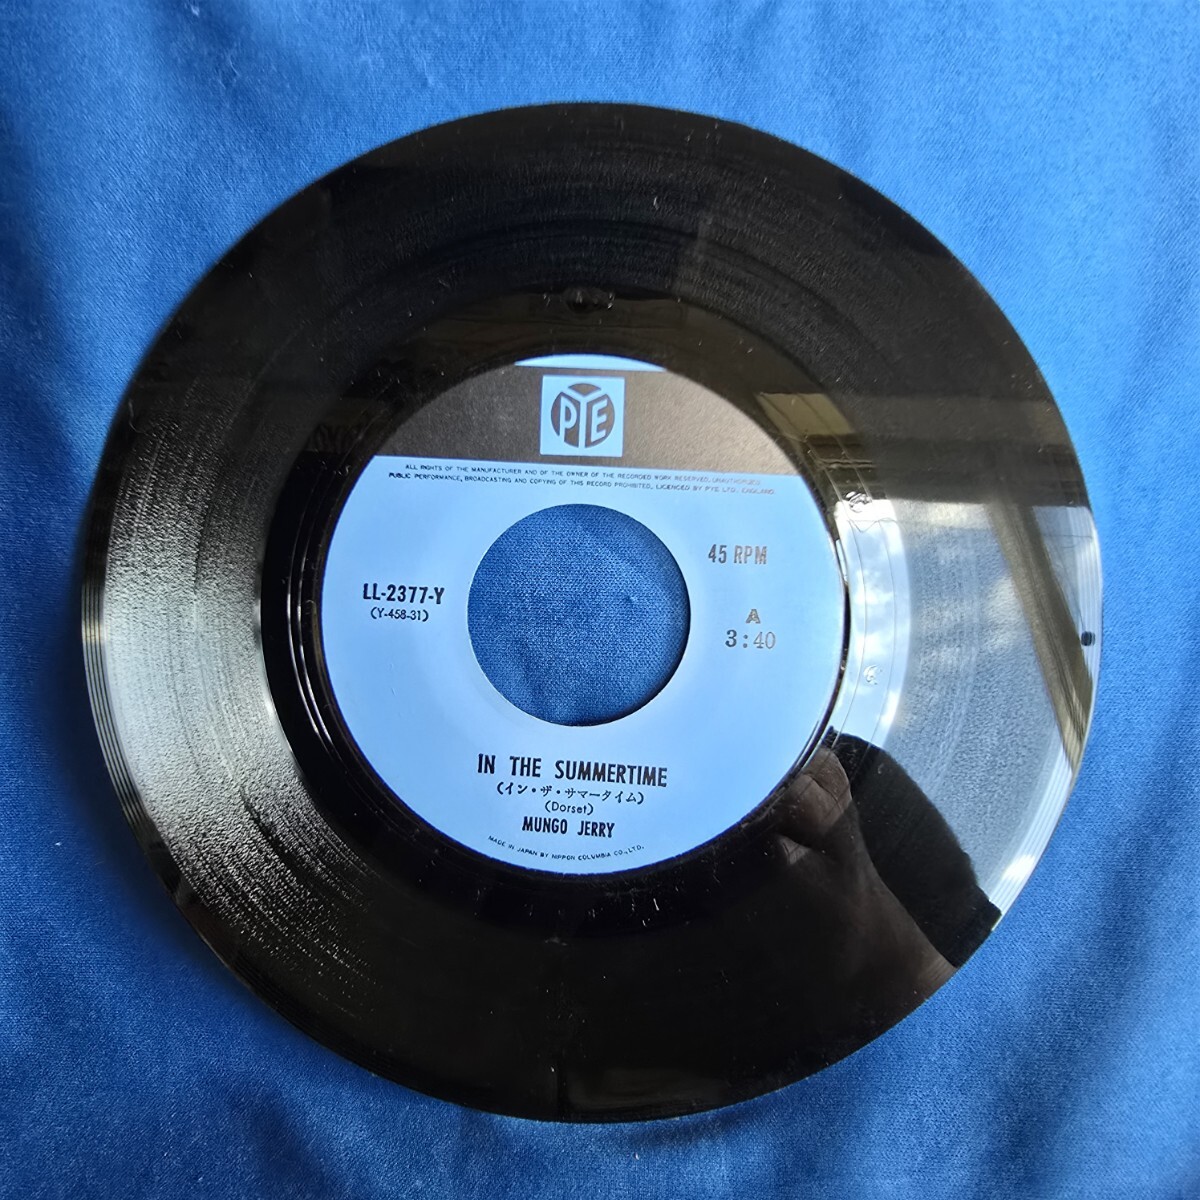 PYE
ALL RIGHTS OF THE MANUFACTURER AND OF THE OWNER OF THE RECORDED WORK RESERVED. UNAUTHORIZED
PUBLIC PERFORMANCE, BROADCASTING AND COPYING OF THIS RECORD PROHIBITED. LICENCED BY PYE LTD. ENGLAND.
45 RPM
LL-2377-Y
(Y-458-31)
A
3:40
IN THE SUMMERTIME
(イン・ザ・サマータイム)
(Dorset)
MUNGO JERRY
MADE IN JAPAN BY NIPPON COLUMBIA CO., LTD.